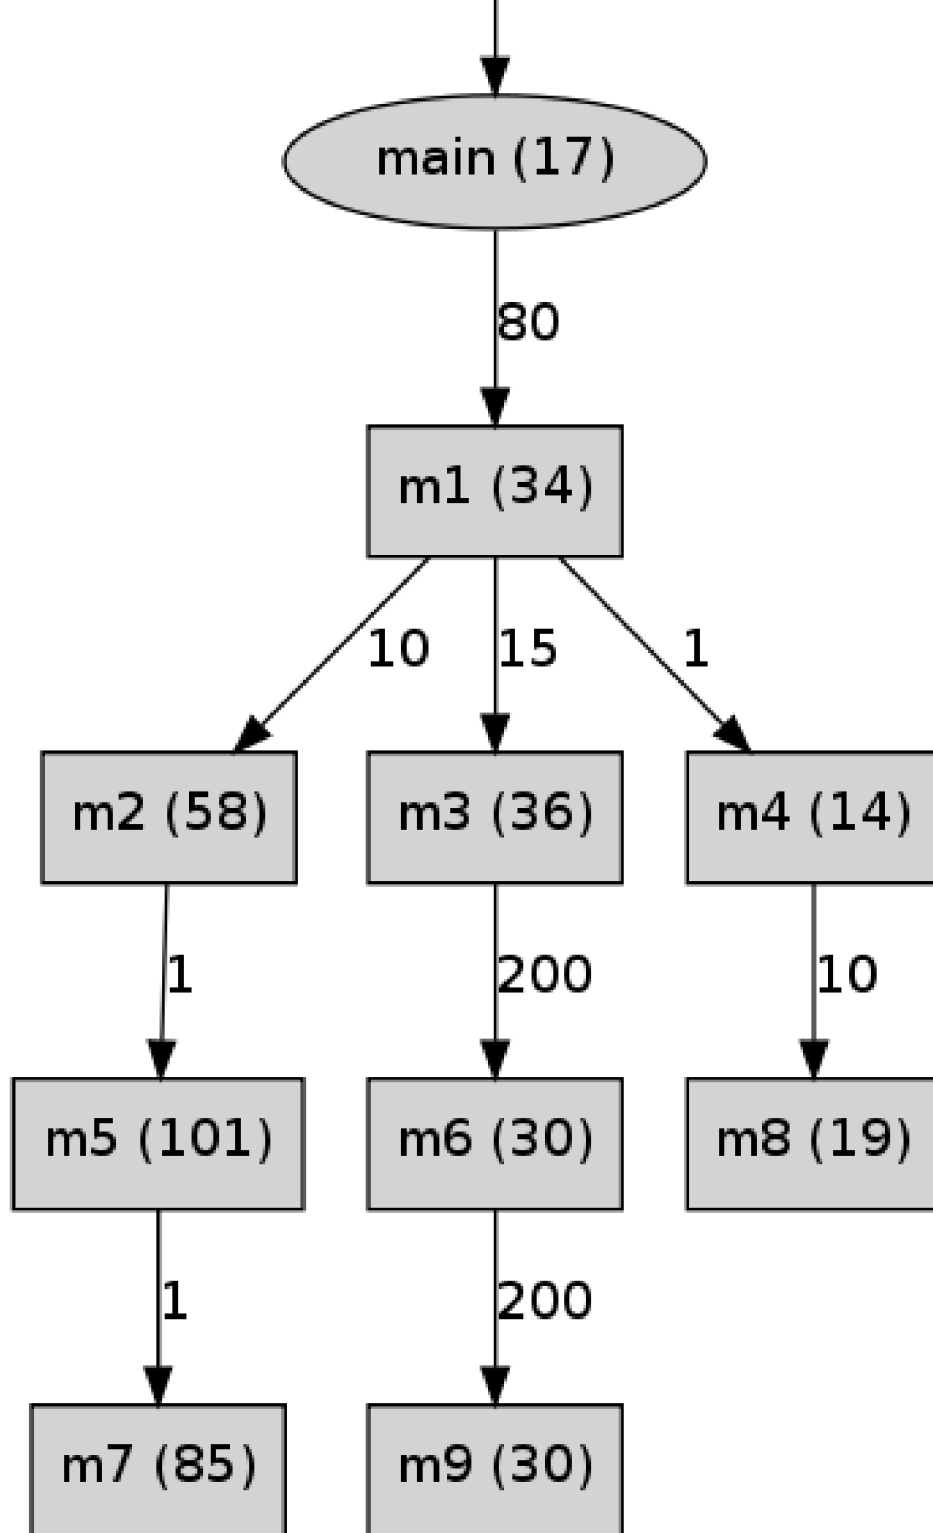 main (17)
80
m1 (34)
10 15 1
m2 (58) m3 (36) m4 (14)
1 200 10
m5 (101) m6 (30) m8 (19)
1 200
m7 (85) m9 (30)